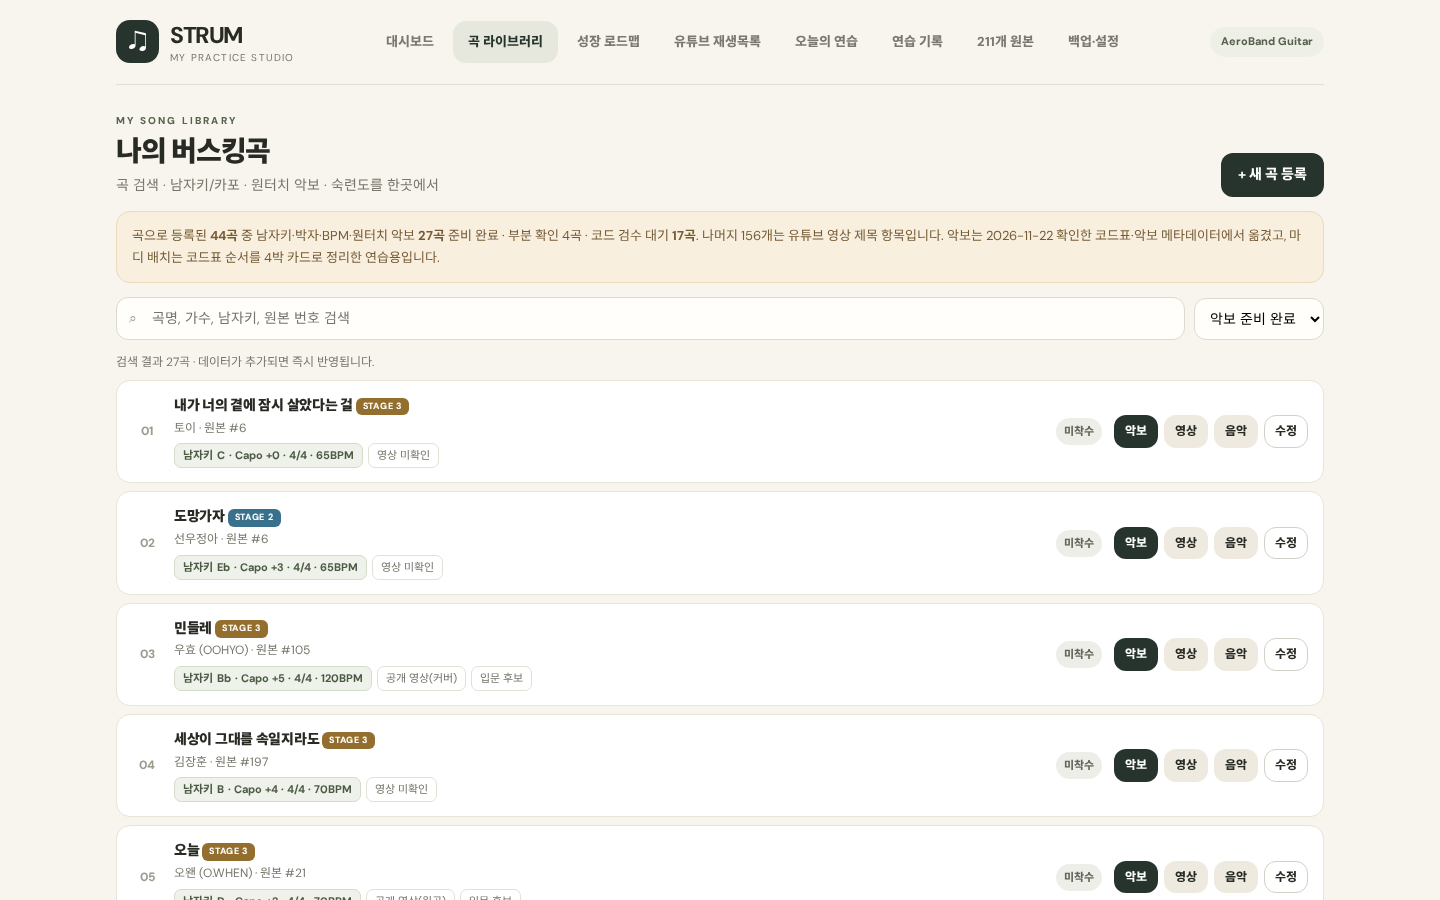 STRUM
MY PRACTICE STUDIO
대시보드
곡 라이브러리
성장 로드맵
유튜브 재생목록
오늘의 연습
연습 기록
211개 원본
백업·설정
AeroBand Guitar
MY SONG LIBRARY
나의 버스킹곡
곡 검색 · 남자키/카포 · 원터치 악보 · 숙련도를 한곳에서
+ 새 곡 등록
곡으로 등록된 44곡 중 남자키·박자·BPM·원터치 악보 27곡 준비 완료 · 부분 확인 4곡 · 코드 검수 대기 17곡. 나머지 156개는 유튜브 영상 제목 항목입니다. 악보는 2026-11-22 확인한 코드표·악보 메타데이터에서 옮겼고, 마
디 배치는 코드표 순서를 4박 카드로 정리한 연습용입니다.
곡명, 가수, 남자키, 원본 번호 검색
악보 준비 완료
검색 결과 27곡 · 데이터가 추가되면 즉시 반영됩니다.
01
내가 너의 곁에 잠시 살았다는 걸 STAGE 3
토이 · 원본 #6
남자키 C · Capo +0 · 4/4 · 65BPM
영상 미확인
미착수
악보
영상
음악
수정
02
도망가자 STAGE 2
선우정아 · 원본 #6
남자키 Eb · Capo +3 · 4/4 · 65BPM
영상 미확인
미착수
악보
영상
음악
수정
03
민들레 STAGE 3
우효 (OOHYO) · 원본 #105
남자키 Bb · Capo +5 · 4/4 · 120BPM
공개 영상(커버)
입문 후보
미착수
악보
영상
음악
수정
04
세상이 그대를 속일지라도 STAGE 3
김장훈 · 원본 #197
남자키 B · Capo +4 · 4/4 · 70BPM
영상 미확인
미착수
악보
영상
음악
수정
05
오늘 STAGE 3
오왠 (O.WHEN) · 원본 #21
남자키 D · Capo +2 · 4/4 · 70BPM
공개 영상(원곡)
입문 후보
미착수
악보
영상
음악
수정